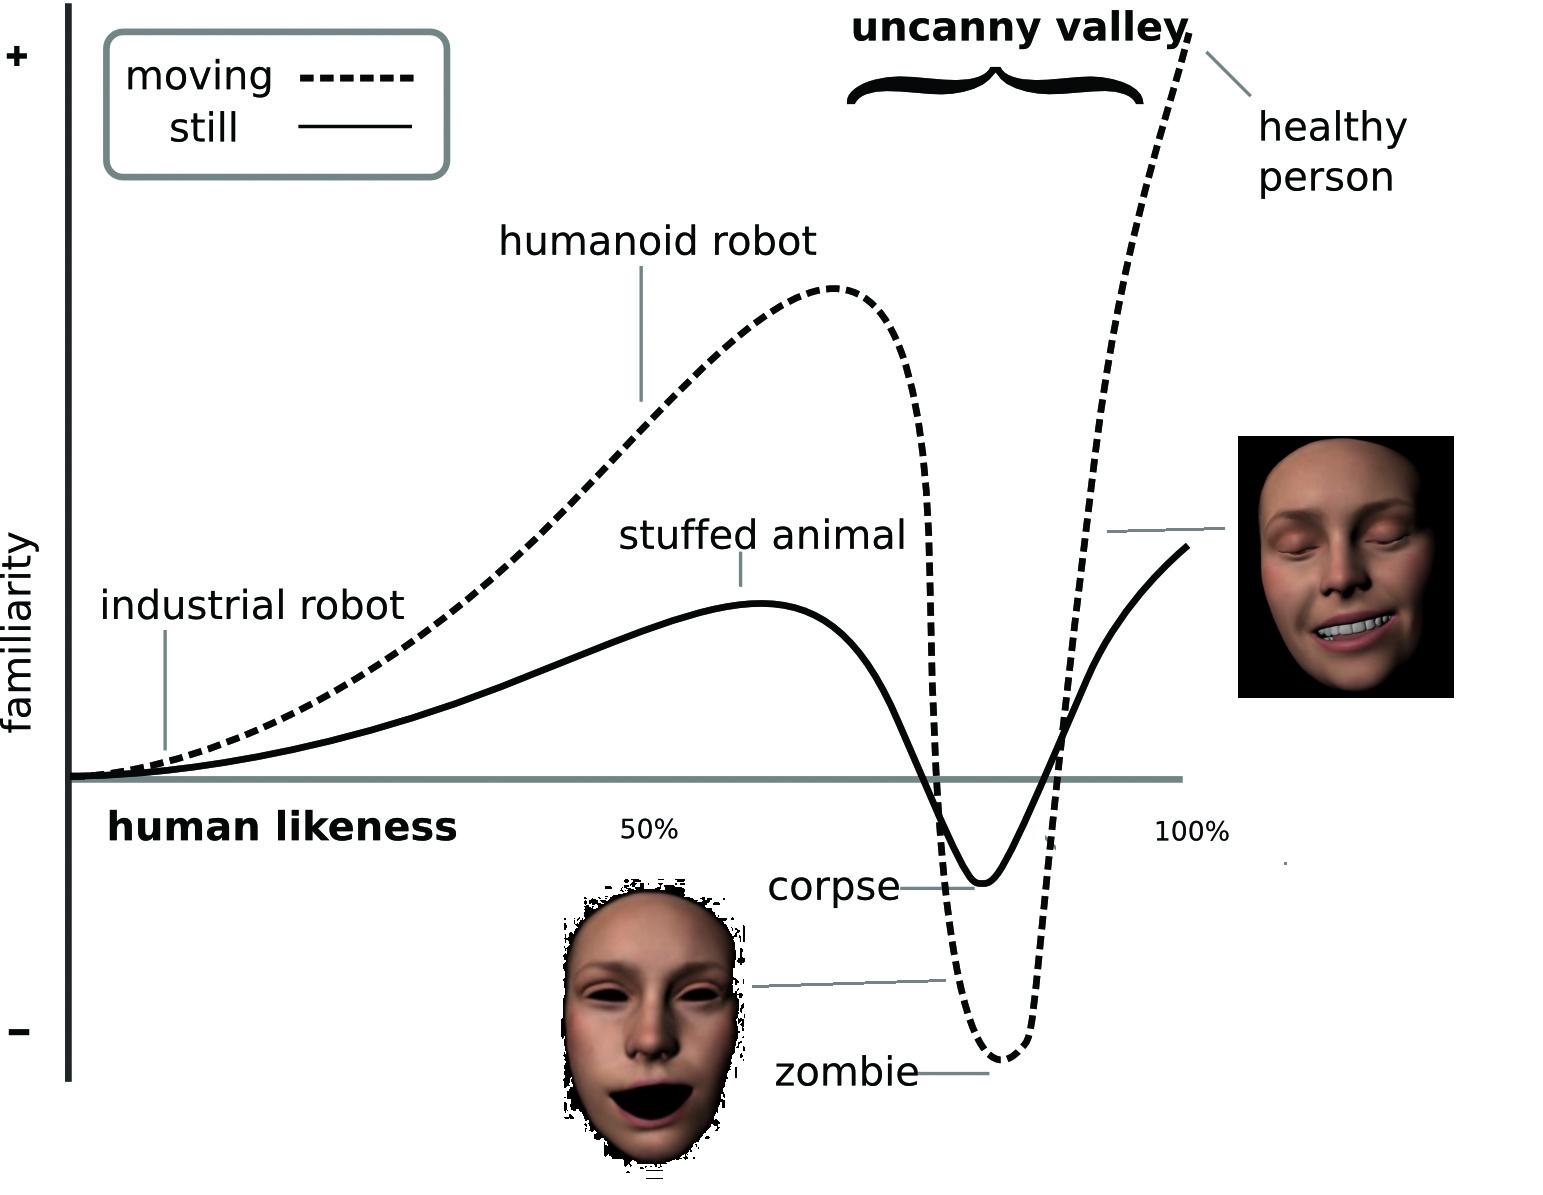 uncanny valley
+
moving
still
healthy
person
humanoid robot
stuffed animal
familiarity
industrial robot
human likeness
50%
100%
corpse
–
zombie